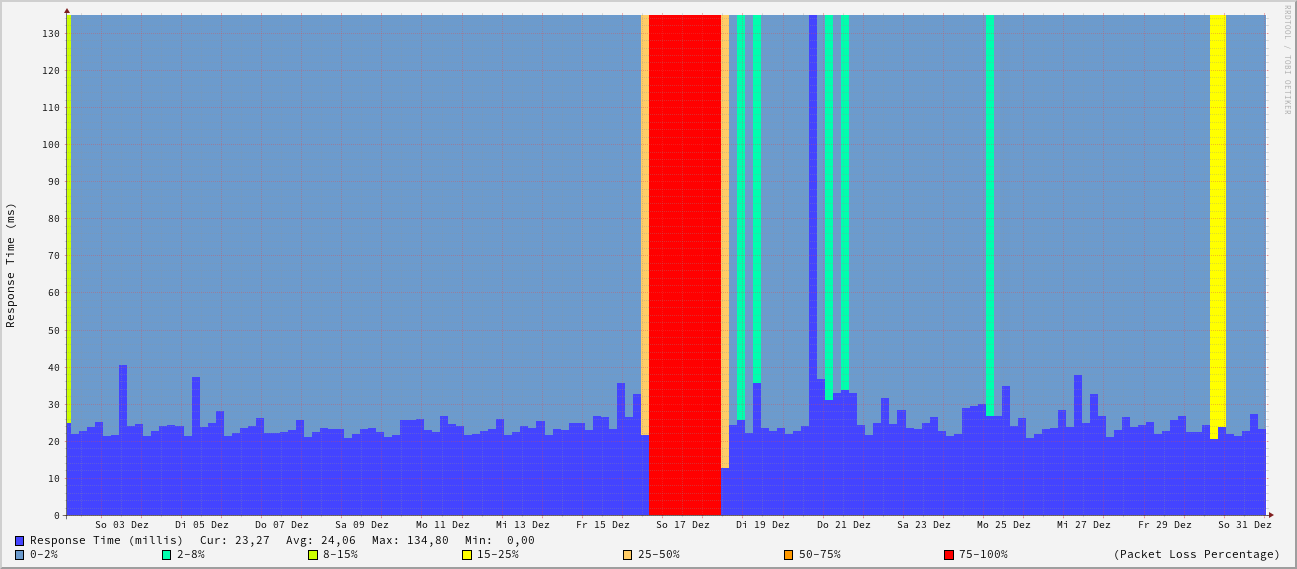 RRDTOOL / TOBI OETIKER
Response Time (ms)
130
120
110
100
90
80
70
60
50
40
30
20
10
0
So 03 Dez Di 05 Dez Do 07 Dez Sa 09 Dez Mo 11 Dez Mi 13 Dez Fr 15 Dez So 17 Dez Di 19 Dez Do 21 Dez Sa 23 Dez Mo 25 Dez Mi 27 Dez Fr 29 Dez So 31 Dez
Response Time (millis) Cur: 23,27 Avg: 24,06 Max: 134,80 Min: 0,00
0-2% 2-8% 8-15% 15-25% 25-50% 50-75% 75-100% (Packet Loss Percentage)